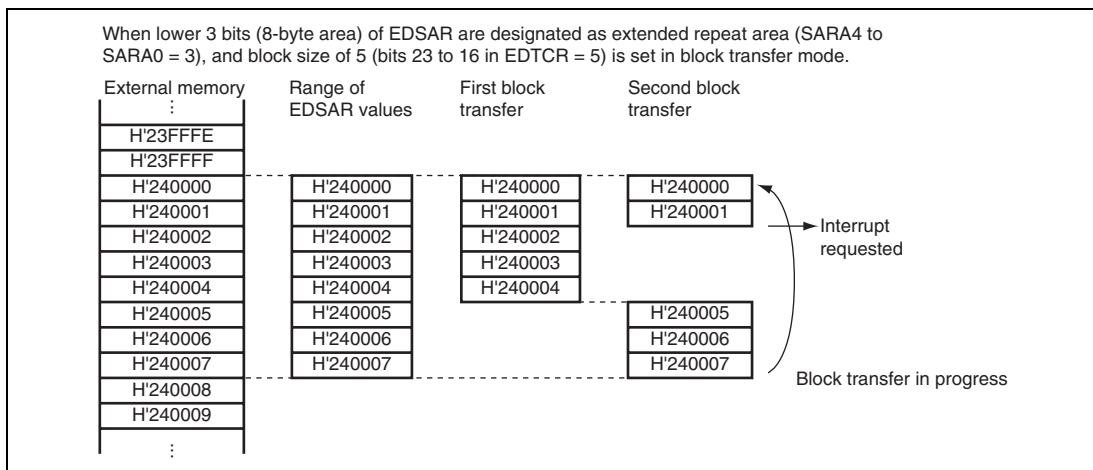 When lower 3 bits (8-byte area) of EDSAR are designated as extended repeat area (SARA4 to
SARA0 = 3), and block size of 5 (bits 23 to 16 in EDTCR = 5) is set in block transfer mode.
External memory
⋮
H'23FFFE
H'23FFFF
H'240000
H'240001
H'240002
H'240003
H'240004
H'240005
H'240006
H'240007
H'240008
H'240009
⋮
Range of
EDSAR values
H'240000
H'240001
H'240002
H'240003
H'240004
H'240005
H'240006
H'240007
First block
transfer
H'240000
H'240001
H'240002
H'240003
H'240004
Second block
transfer
H'240000
H'240001
H'240005
H'240006
H'240007
Interrupt
requested
Block transfer in progress